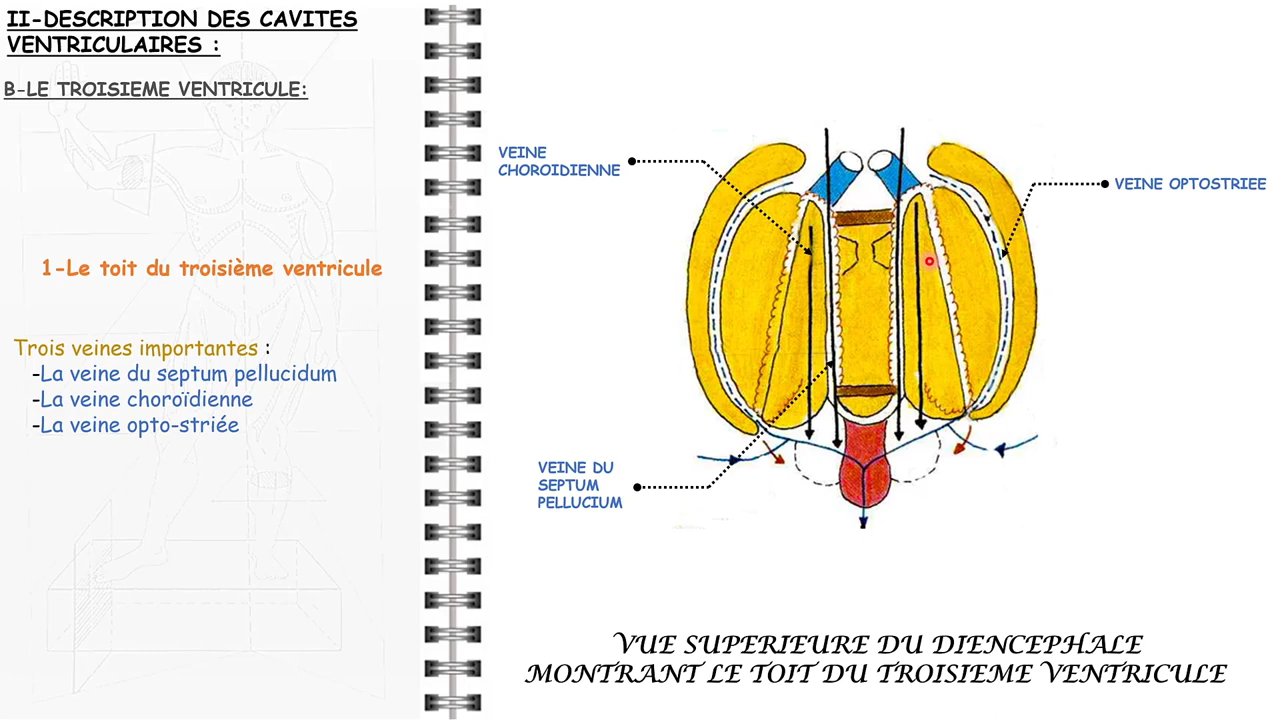 II-DESCRIPTION DES CAVITES
VENTRICULAIRES :
B-LE TROISIEME VENTRICULE:
1-Le toit du troisième ventricule
Trois veines importantes :
-La veine du septum pellucidum
-La veine choroïdienne
-La veine opto-striée
VEINE
CHOROIDIENNE
VEINE OPTOSTRIEE
VEINE DU
SEPTUM
PELLUCIUM
VUE SUPERIEURE DU DIENCEPHALE
MONTRANT LE TOIT DU TROISIEME VENTRICULE